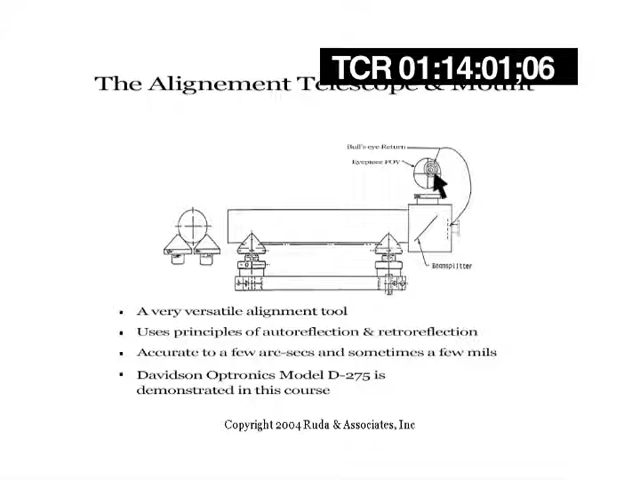 TCR 01:14:01;06
The Alignement Telescope & Mount
Bull's eye Return
Eyepiece FOV
Beamsplitter
▪ A very versatile alignment tool
▪ Uses principles of autoreflection & retroreflection
▪ Accurate to a few arc-secs and sometimes a few mils
▪ Davidson Optronics Model D-275 is
demonstrated in this course
Copyright 2004 Ruda & Associates, Inc